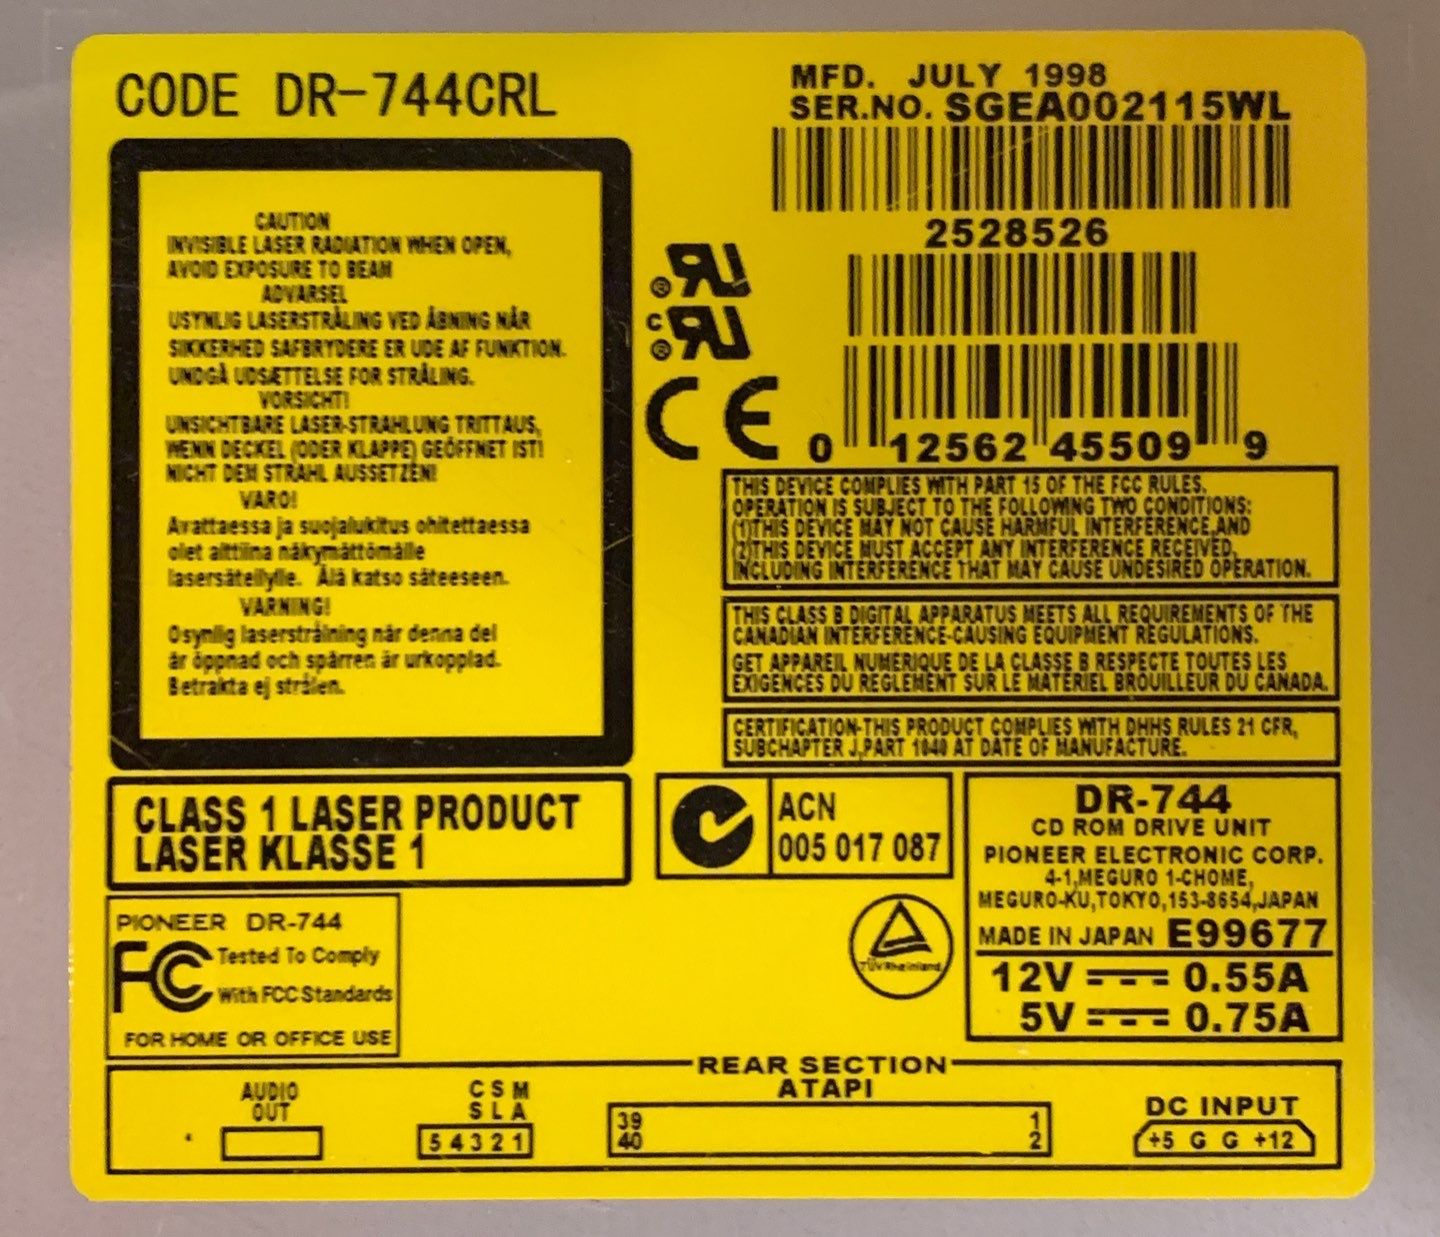 CODE DR-744CRL
MFD. JULY 1998
SER.NO. SGEA002115WL
2528526
0 12562 45509 9
CAUTION
INVISIBLE LASER RADIATION WHEN OPEN,
AVOID EXPOSURE TO BEAM
ADVARSEL
USYNLIG LASERSTRÅLING VED ÅBNING NÅR
SIKKERHED SAFBRYDERE ER UDE AF FUNKTION.
UNDGÅ UDSÆTTELSE FOR STRÅLING.
VORSICHT!
UNSICHTBARE LASER-STRAHLUNG TRITTAUS,
WENN DECKEL (ODER KLAPPE) GEÖFFNET IST!
NICHT DEM STRAHL AUSSETZEN!
VARO!
Avattaessa ja suojalukitus ohitettaessa
olet alttiina näkymättömälle
lasersäteilylle. Älä katso säteeseen.
VARNING!
Osynlig laserstrålning när denna del
är öppnad och spärren är urkopplad.
Betrakta ej strålen.
RU ®
C RU ®
CE
THIS DEVICE COMPLIES WITH PART 15 OF THE FCC RULES.
OPERATION IS SUBJECT TO THE FOLLOWING TWO CONDITIONS:
(1)THIS DEVICE MAY NOT CAUSE HARMFUL INTERFERENCE,AND
(2)THIS DEVICE MUST ACCEPT ANY INTERFERENCE RECEIVED,
INCLUDING INTERFERENCE THAT MAY CAUSE UNDESIRED OPERATION.
THIS CLASS B DIGITAL APPARATUS MEETS ALL REQUIREMENTS OF THE
CANADIAN INTERFERENCE-CAUSING EQUIPMENT REGULATIONS.
GET APPAREIL NUMERIQUE DE LA CLASSE B RESPECTE TOUTES LES
EXIGENCES DU REGLEMENT SUR LE MATERIEL BROUILLEUR DU CANADA.
CERTIFICATION-THIS PRODUCT COMPLIES WITH DHHS RULES 21 CFR,
SUBCHAPTER J,PART 1040 AT DATE OF MANUFACTURE.
CLASS 1 LASER PRODUCT
LASER KLASSE 1
ACN
005 017 087
DR-744
CD ROM DRIVE UNIT
PIONEER ELECTRONIC CORP.
4-1,MEGURO 1-CHOME,
MEGURO-KU,TOKYO,153-8654,JAPAN
MADE IN JAPAN E99677
12V 0.55A
5V 0.75A
PIONEER DR-744
FC Tested To Comply
With FCC Standards
FOR HOME OR OFFICE USE
TÜVRheinland
REAR SECTION
ATAPI
AUDIO
OUT
C S M
S L A
5 4 3 2 1
39 1
40 2
DC INPUT
+5 G G +12